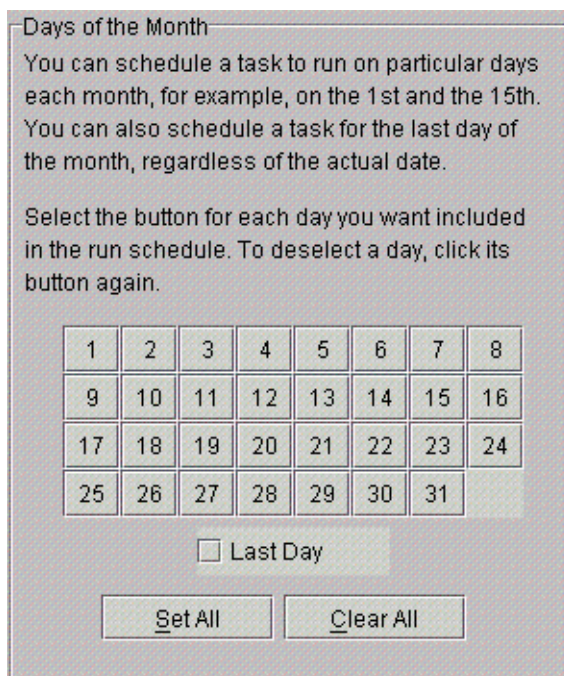 Days of the Month
You can schedule a task to run on particular days
each month, for example, on the 1st and the 15th.
You can also schedule a task for the last day of
the month, regardless of the actual date.
Select the button for each day you want included
in the run schedule. To deselect a day, click its
button again.
1 2 3 4 5 6 7 8
9 10 11 12 13 14 15 16
17 18 19 20 21 22 23 24
25 26 27 28 29 30 31
Last Day
Set All Clear All